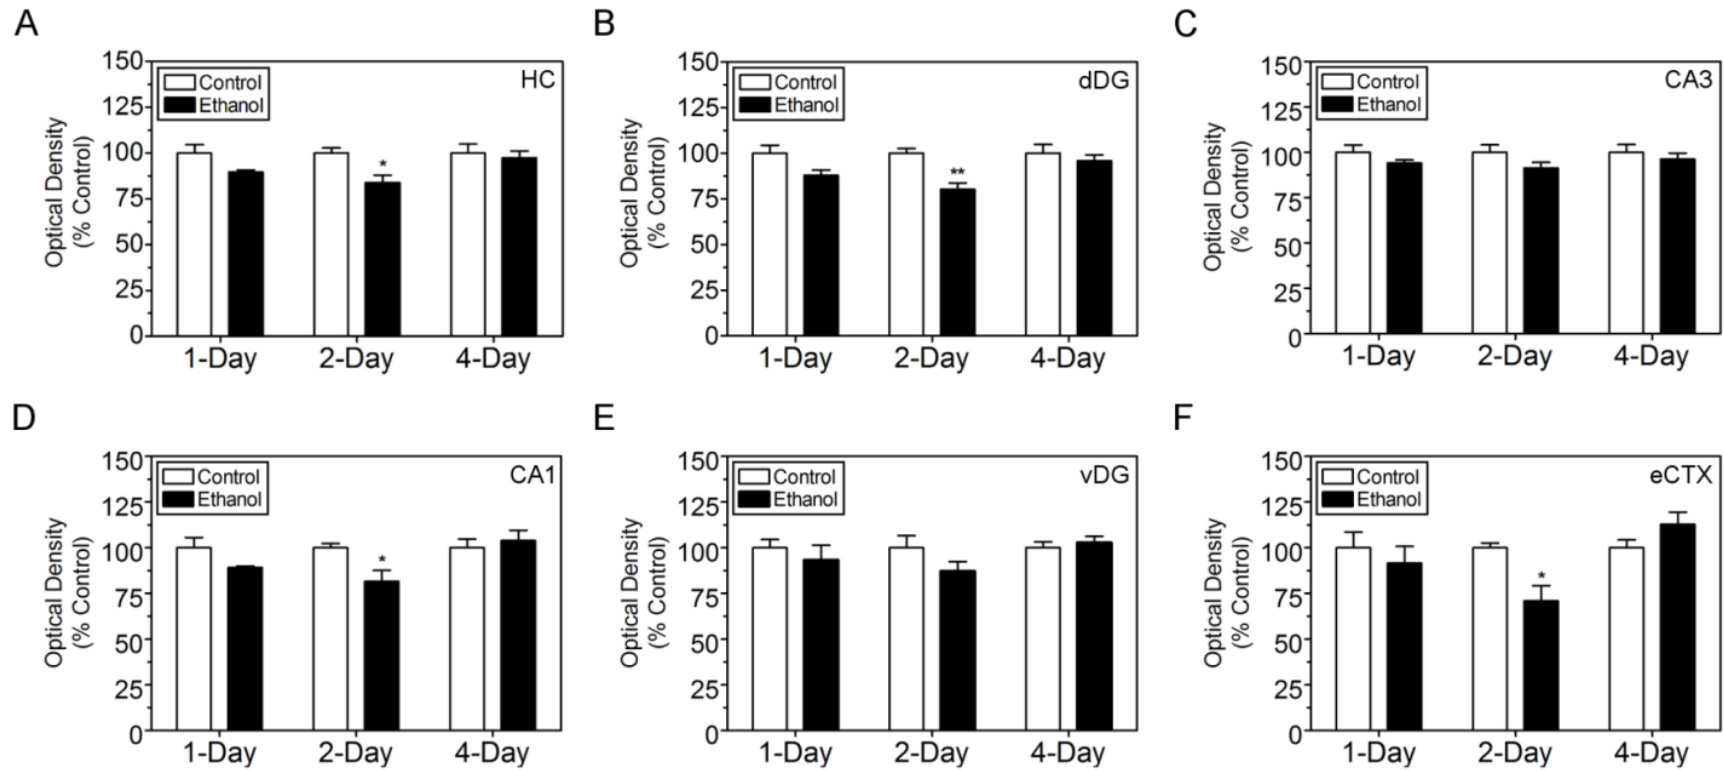 A
Optical Density
(% Control)
150
125
100
75
50
25
0
Control
Ethanol
HC
*
1-Day 2-Day 4-Day
B
Optical Density
(% Control)
150
125
100
75
50
25
0
Control
Ethanol
dDG
**
1-Day 2-Day 4-Day
C
Optical Density
(% Control)
150
125
100
75
50
25
0
Control
Ethanol
CA3
1-Day 2-Day 4-Day
D
Optical Density
(% Control)
150
125
100
75
50
25
0
Control
Ethanol
CA1
*
1-Day 2-Day 4-Day
E
Optical Density
(% Control)
150
125
100
75
50
25
0
Control
Ethanol
vDG
1-Day 2-Day 4-Day
F
Optical Density
(% Control)
150
125
100
75
50
25
0
Control
Ethanol
eCTX
*
1-Day 2-Day 4-Day